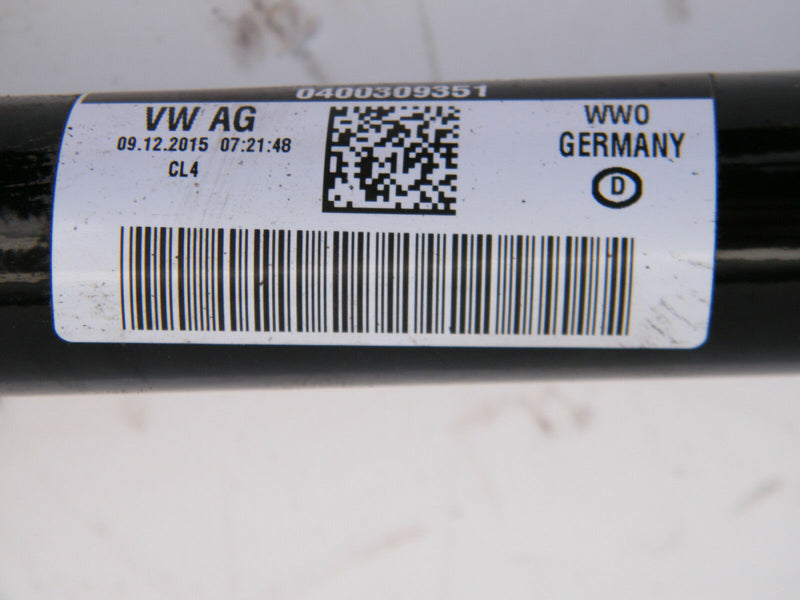 0400309351
VW AG
09.12.2015 07:21:48
CL4
WWO
GERMANY
D